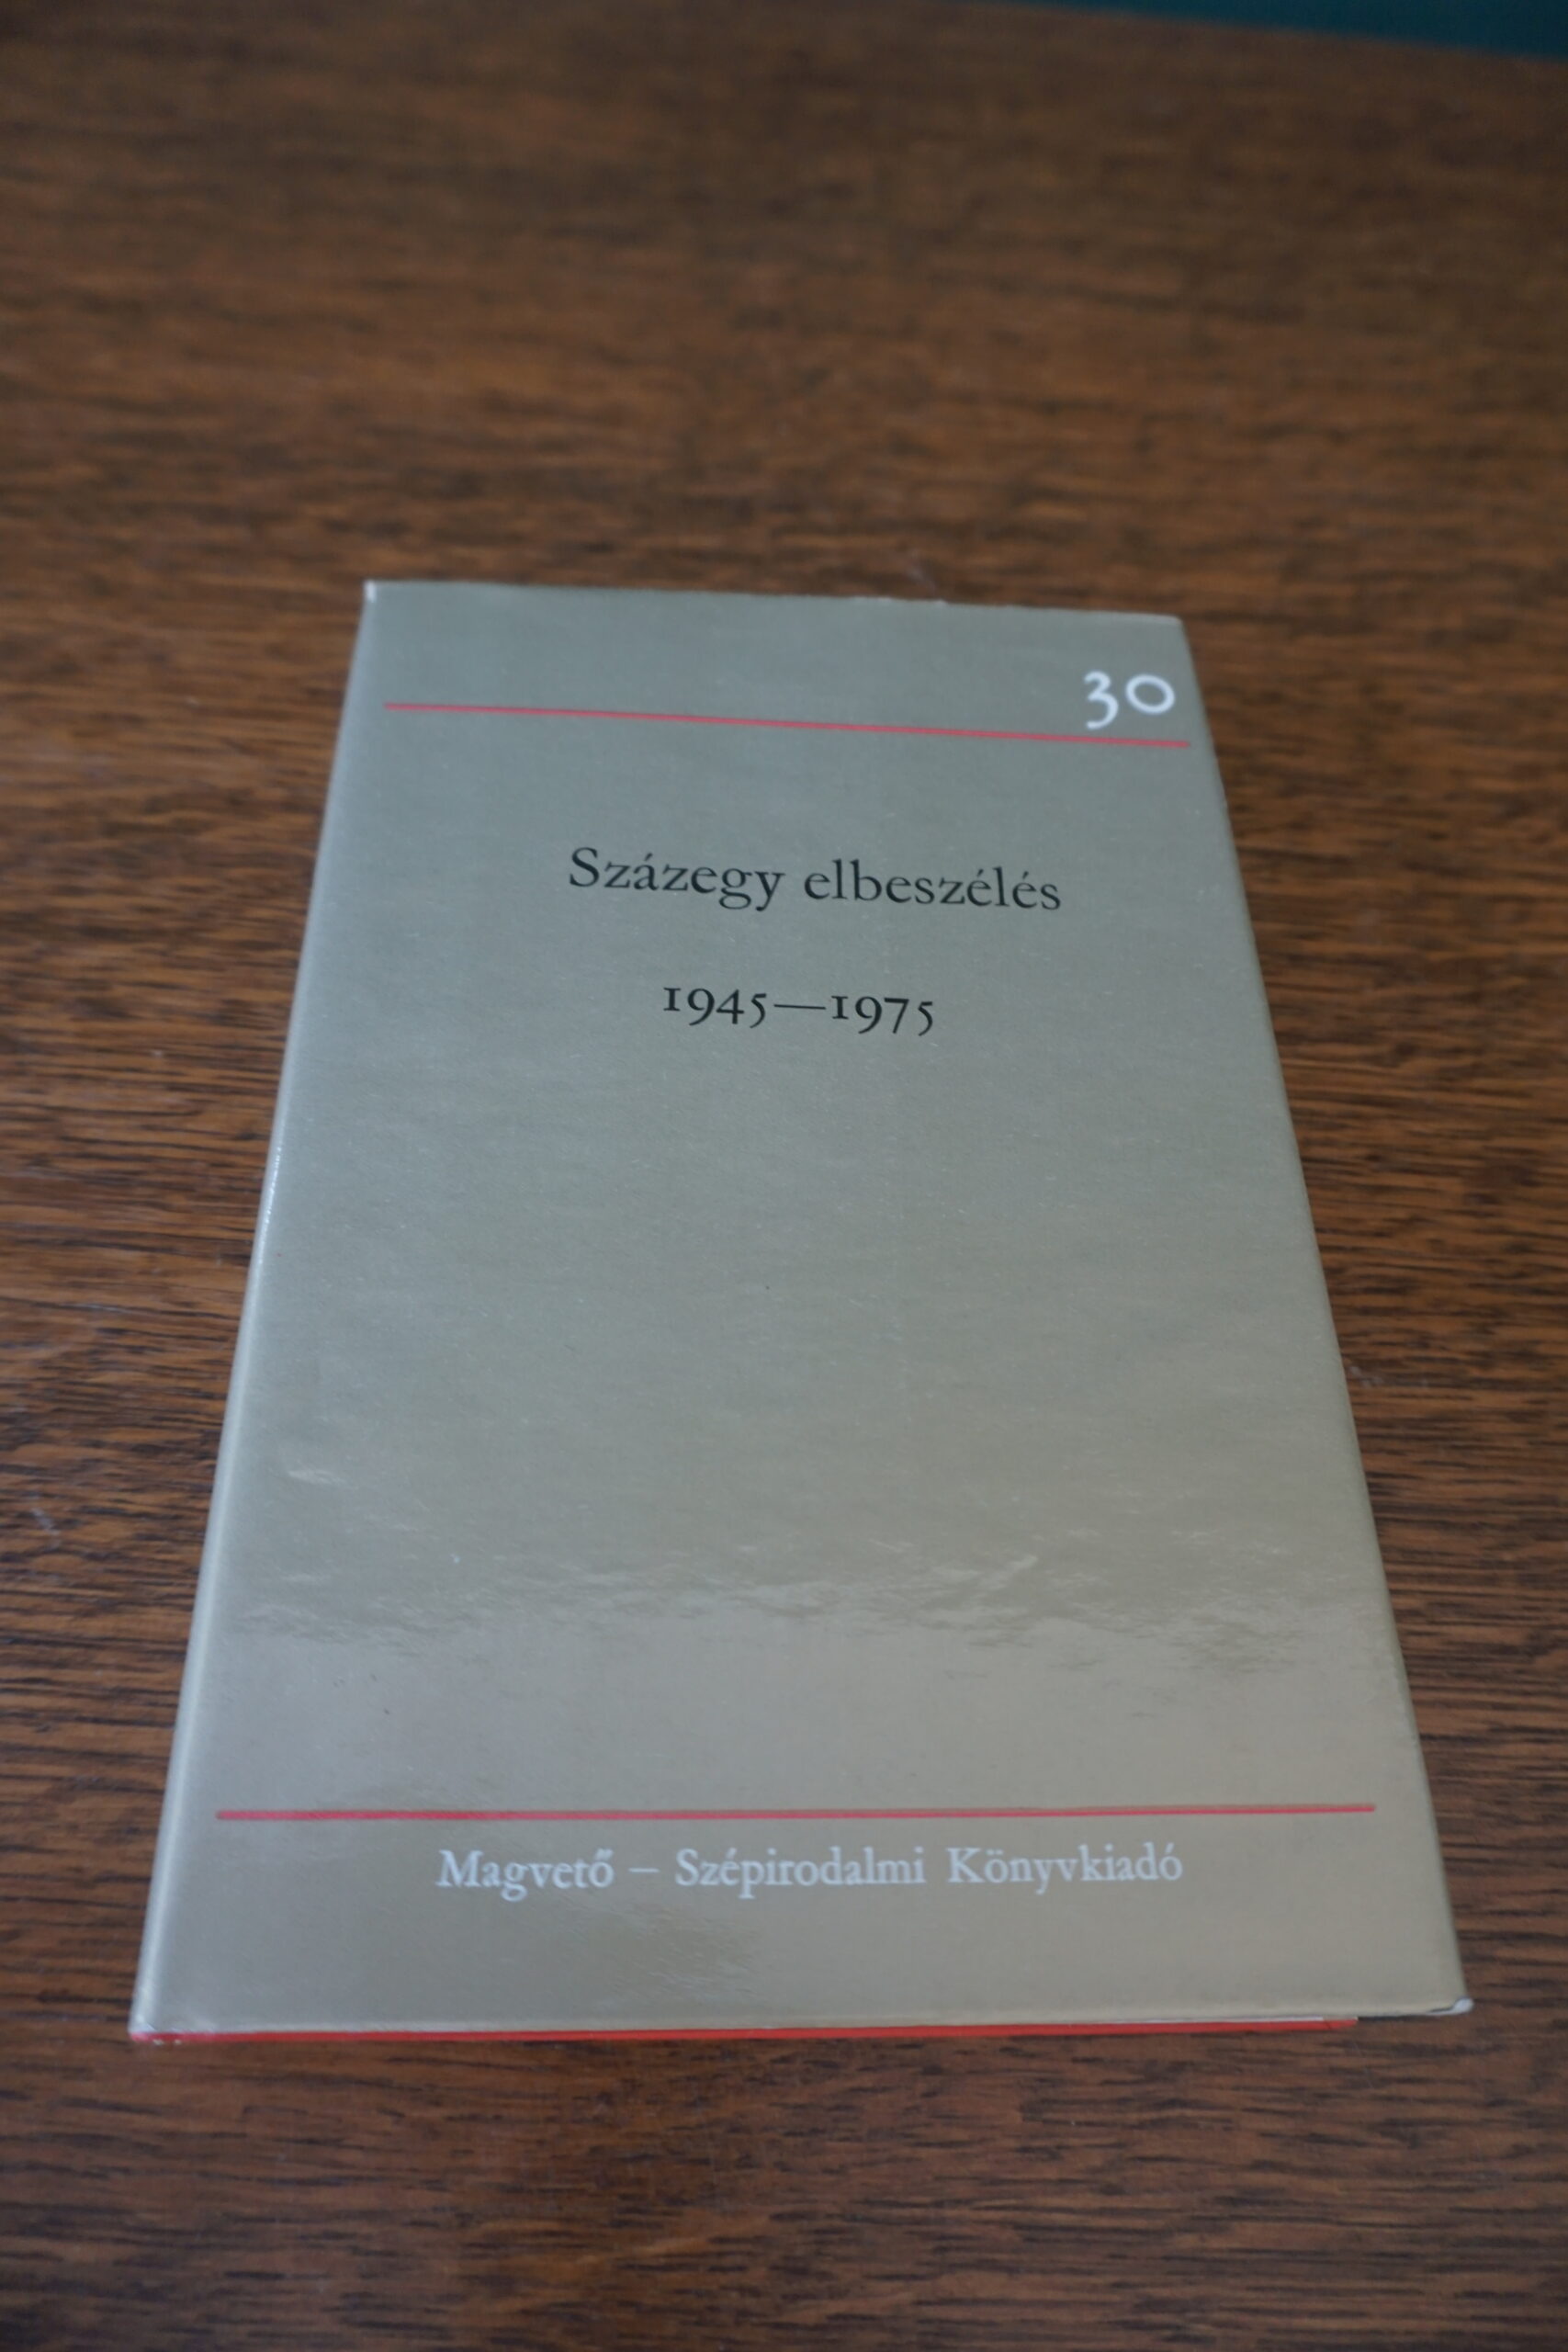 30
Százegy elbeszélés
1945—1975
Magvető – Szépirodalmi Könyvkiadó